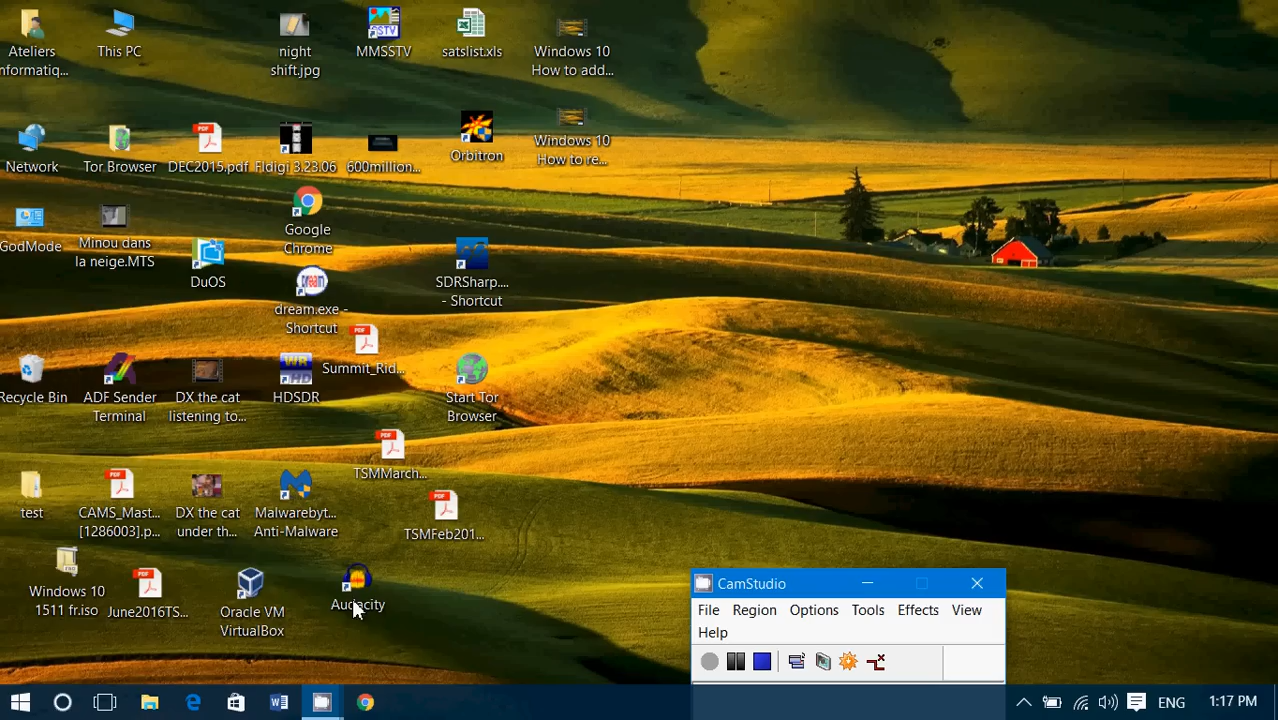 Ateliers
nformatiq...
This PC
night
shift.jpg
MMSSTV
satslist.xls
Windows 10
How to add...
Network
Tor Browser
DEC2015.pdf
Fldigi 3.23.06
600million...
Orbitron
Windows 10
How to re...
GodMode
Minou dans
la neige.MTS
DuOS
Google
Chrome
dream.exe -
Shortcut
SDRSharp....
- Shortcut
Summit_Rid...
Recycle Bin
ADF Sender
Terminal
DX the cat
listening to...
HDSDR
Start Tor
Browser
TSMMarch...
test
CAMS_Mast...
[1286003].p...
DX the cat
under th...
Malwarebyt...
Anti-Malware
TSMFeb201...
Windows 10
1511 fr.iso
June2016TS...
Oracle VM
VirtualBox
Audacity
CamStudio
File Region Options Tools Effects View
Help
ENG
1:17 PM